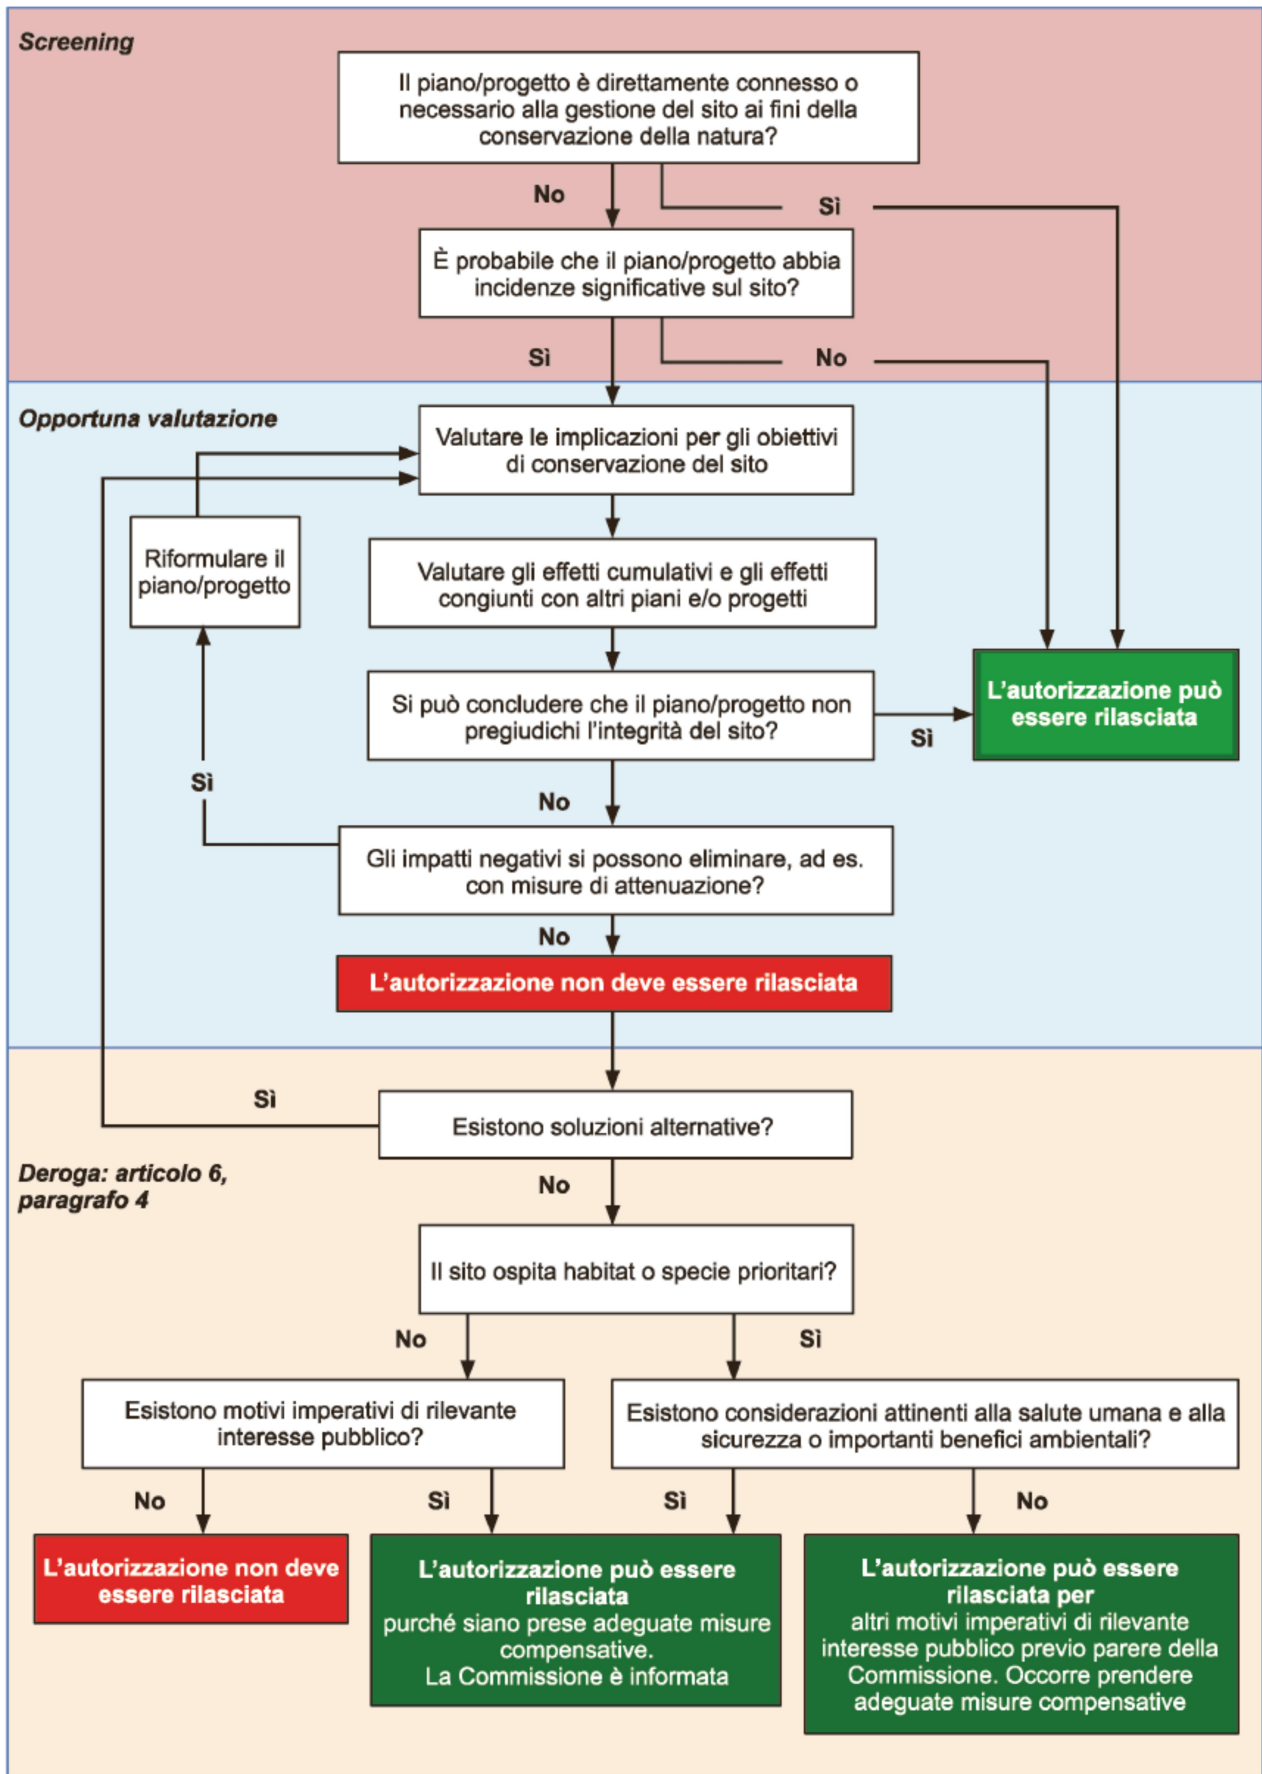 Screening
Il piano/progetto è direttamente connesso o
necessario alla gestione del sito ai fini della
conservazione della natura?
No
Sì
È probabile che il piano/progetto abbia
incidenze significative sul sito?
Sì
No
Opportuna valutazione
Valutare le implicazioni per gli obiettivi
di conservazione del sito
Riformulare il
piano/progetto
Valutare gli effetti cumulativi e gli effetti
congiunti con altri piani e/o progetti
Si può concludere che il piano/progetto non
pregiudichi l'integrità del sito?
Sì
L'autorizzazione può
essere rilasciata
Sì
No
Gli impatti negativi si possono eliminare, ad es.
con misure di attenuazione?
No
L'autorizzazione non deve essere rilasciata
Sì
Esistono soluzioni alternative?
Deroga: articolo 6,
paragrafo 4
No
Il sito ospita habitat o specie prioritari?
No
Sì
Esistono motivi imperativi di rilevante
interesse pubblico?
Esistono considerazioni attinenti alla salute umana e alla
sicurezza o importanti benefici ambientali?
No
Sì
Sì
No
L'autorizzazione non deve
essere rilasciata
L'autorizzazione può essere
rilasciata
purché siano prese adeguate misure
compensative.
La Commissione è informata
L'autorizzazione può essere
rilasciata per
altri motivi imperativi di rilevante
interesse pubblico previo parere della
Commissione. Occorre prendere
adeguate misure compensative